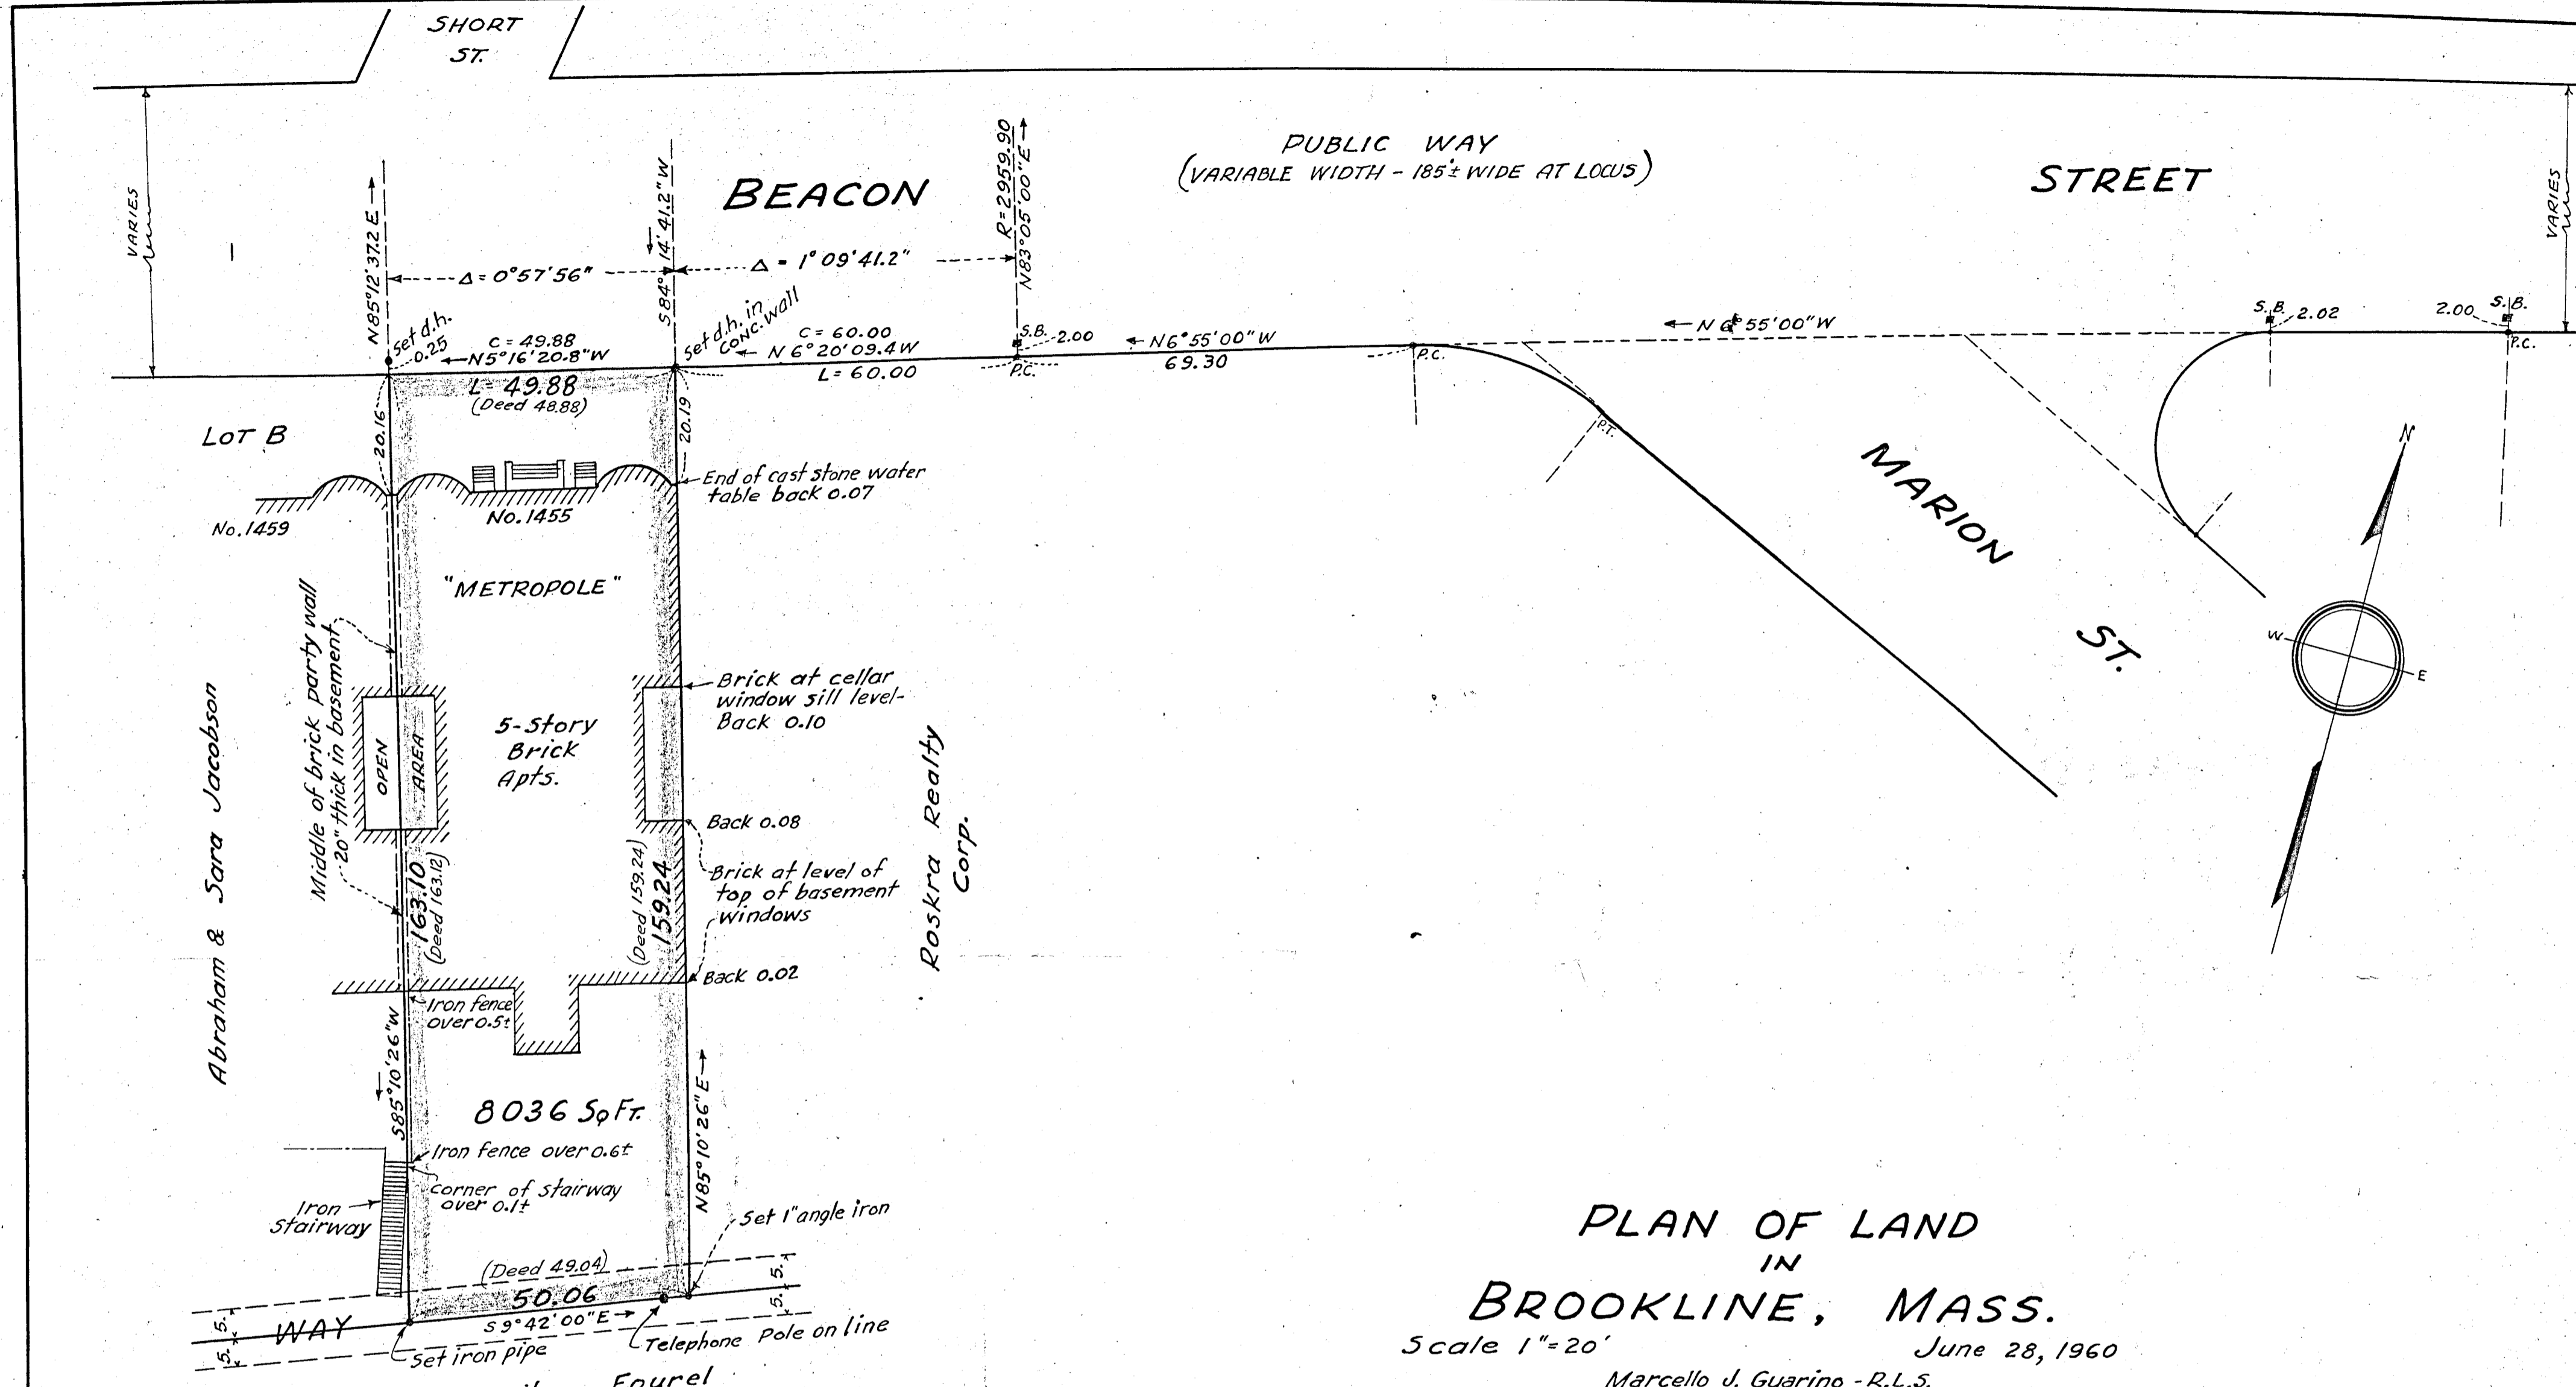 SHORT
ST.
VARIES
BEACON
PUBLIC WAY
(VARIABLE WIDTH - 185'± WIDE AT LOCUS)
STREET
VARIES
N85°12'37.2 E
S84° 14' 41.2" W
R=2959.90
N83°05'00"E
Δ = 0°57'56"
Δ = 1°09'41.2"
Set d.h.
0.25
C = 49.88
N5°16'20.8"W
L= 49.88
(Deed 48.88)
Set d.h. in
conc. wall
C = 60.00
N 6°20'09.4 W
L = 60.00
S.B.
2.00
P.C.
N6°55'00"W
69.30
P.C.
P.T.
N 6°55'00"W
S.B.
2.02
2.00
S.B.
P.C.
LOT B
20.16
20.19
End of cast stone water
table back 0.07
No. 1459
No. 1455
"METROPOLE"
MARION
ST.
N
W
E
Abraham & Sara Jacobson
Middle of brick party wall
20" thick in basement
OPEN
AREA
5-Story
Brick
Apts.
Brick at cellar
window sill level-
Back 0.10
Back 0.08
Brick at level of
top of basement
windows
Back 0.02
Roskra Realty
Corp.
163.10
(Deed 163.12)
(Deed 159.24)
159.24
Iron fence
over 0.5±
S85°10'26"W
N85°10'26"E
8036 SQ FT.
Iron fence over 0.6±
Corner of stairway
over 0.1±
Iron
Stairway
Set 1" angle iron
(Deed 49.04)
50.06
S 9°42'00"E
5.
5.
5.
5.
WAY
Set iron pipe
Telephone Pole on line
Fourel
PLAN OF LAND
IN
BROOKLINE, MASS.
Scale 1"=20'
June 28, 1960
Marcello J. Guarino - R.L.S.